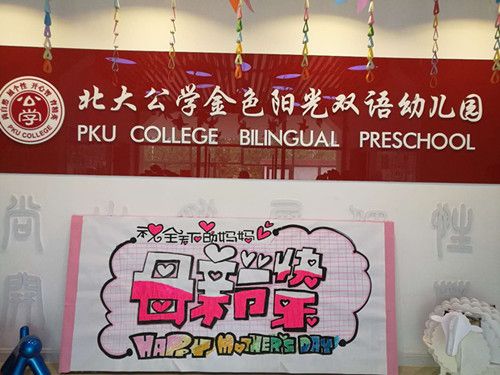 公学
PKU COLLEGE
北大公学金色阳光双语幼儿园
PKU COLLEGE BILINGUAL PRESCHOOL
祝全天下的妈妈
母亲节快乐
HAPPY MOTHER'S DAY!